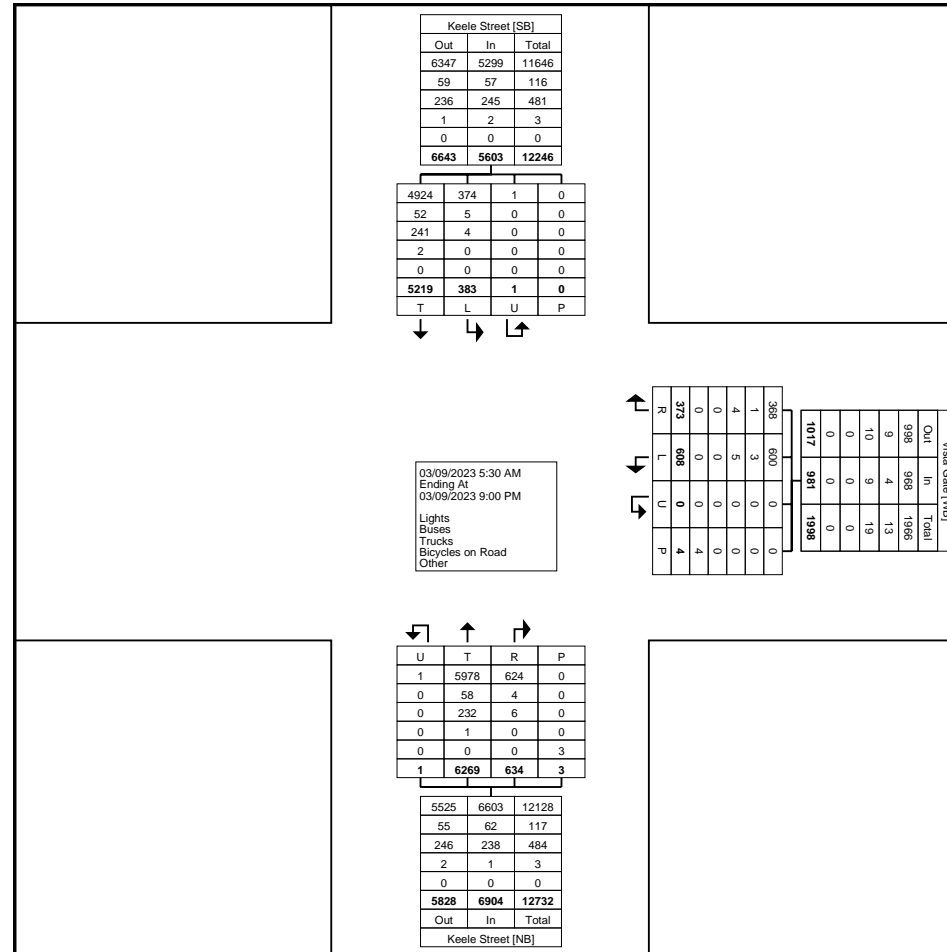 Keele Street [SB]
Out In Total
6347 5299 11646
59 57 116
236 245 481
1 2 3
0 0 0
6643 5603 12246
4924 374 1 0
52 5 0 0
241 4 0 0
2 0 0 0
0 0 0 0
5219 383 1 0
T L U P
Vista Gate [WB]
Out In Total
998 968 1966
9 4 13
10 9 19
0 0 0
0 0 0
1017 981 1998
368 600 0 0
1 3 0 0
4 5 0 0
0 0 0 0
0 0 0 4
373 608 0 4
R L U P
03/09/2023 5:30 AM
Ending At
03/09/2023 9:00 PM
Lights
Buses
Trucks
Bicycles on Road
Other
U T R P
1 5978 624 0
0 58 4 0
0 232 6 0
0 1 0 0
0 0 0 3
1 6269 634 3
5525 6603 12128
55 62 117
246 238 484
2 1 3
0 0 0
5828 6904 12732
Out In Total
Keele Street [NB]